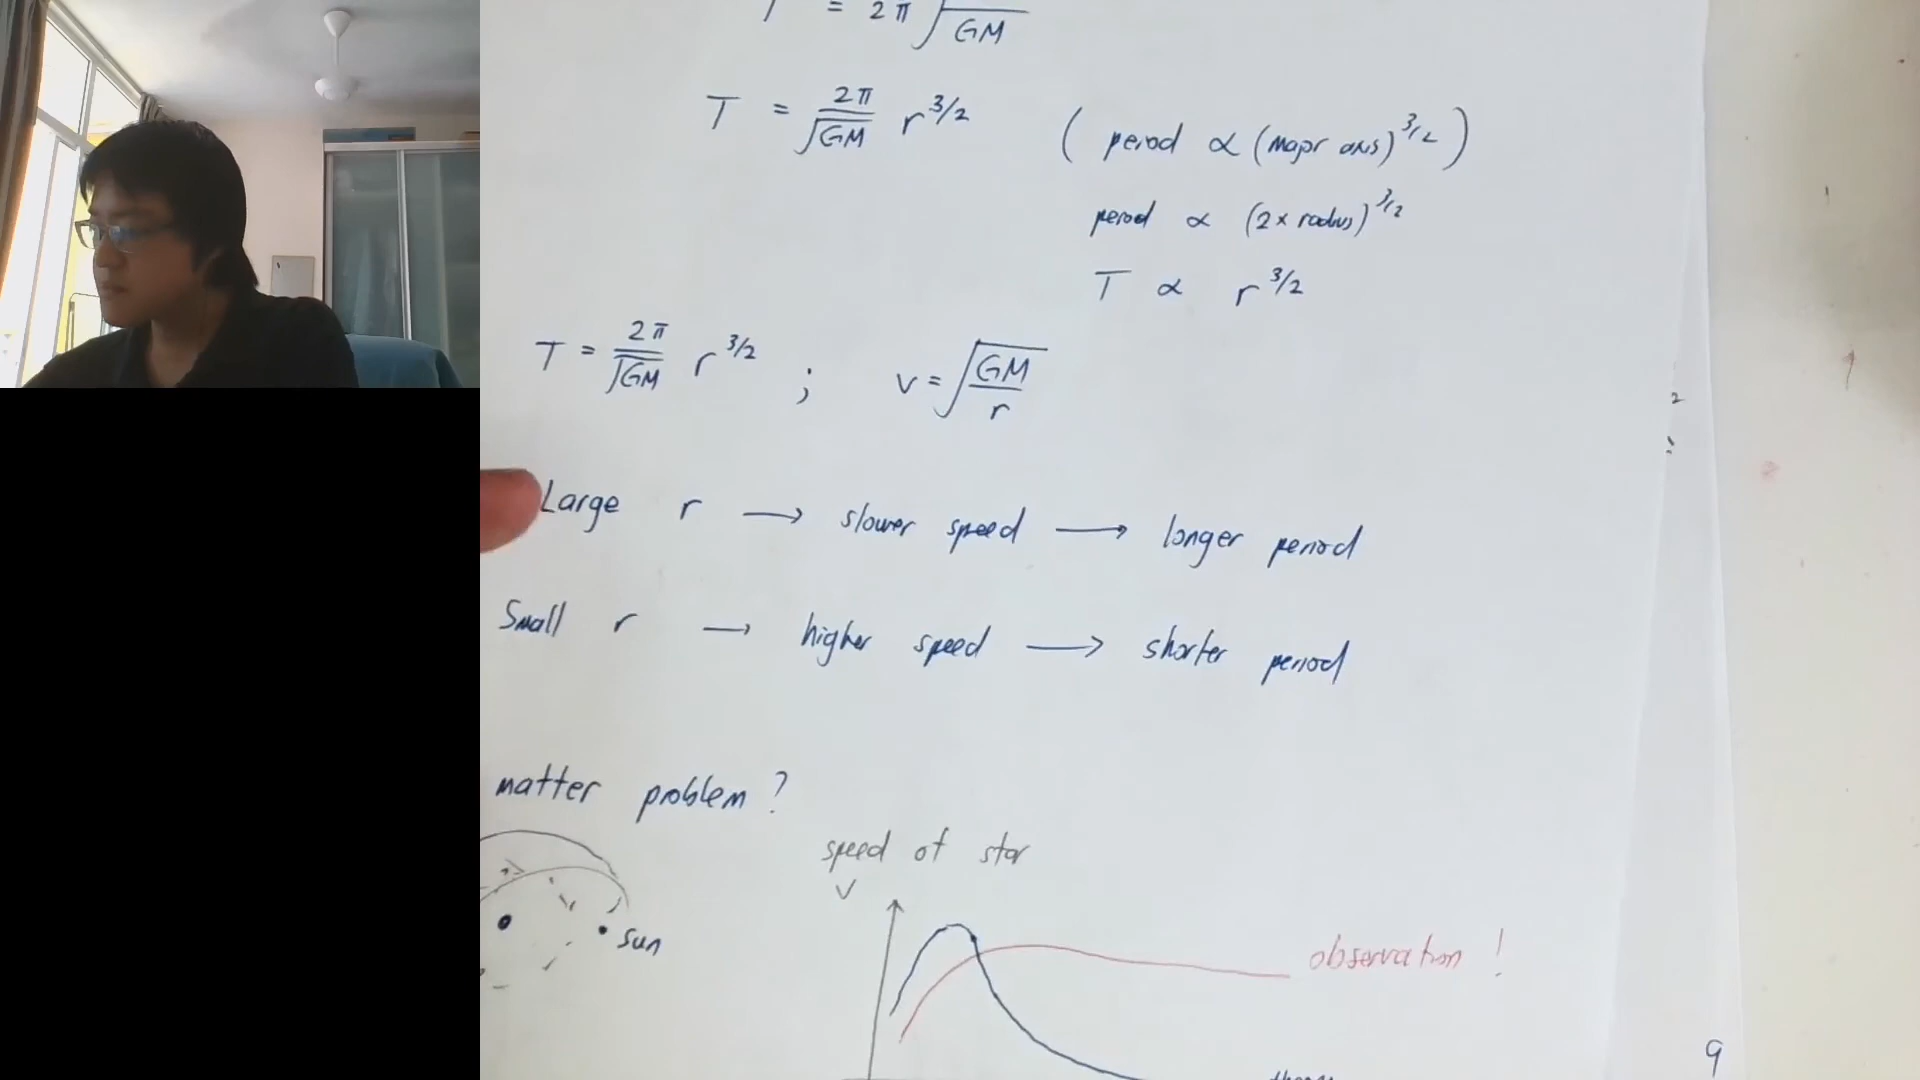 T = 2π √ GM
T = 2π/√GM r^3/2 ( period ∝ (major axis)^3/2 )
period ∝ (2 x radius)^3/2
T ∝ r^3/2
T = 2π/√GM r^3/2 ; v = √GM/r
Large r → slower speed → longer period
Small r → higher speed → shorter period
matter problem ?
speed of star
v
sun
observation !
9